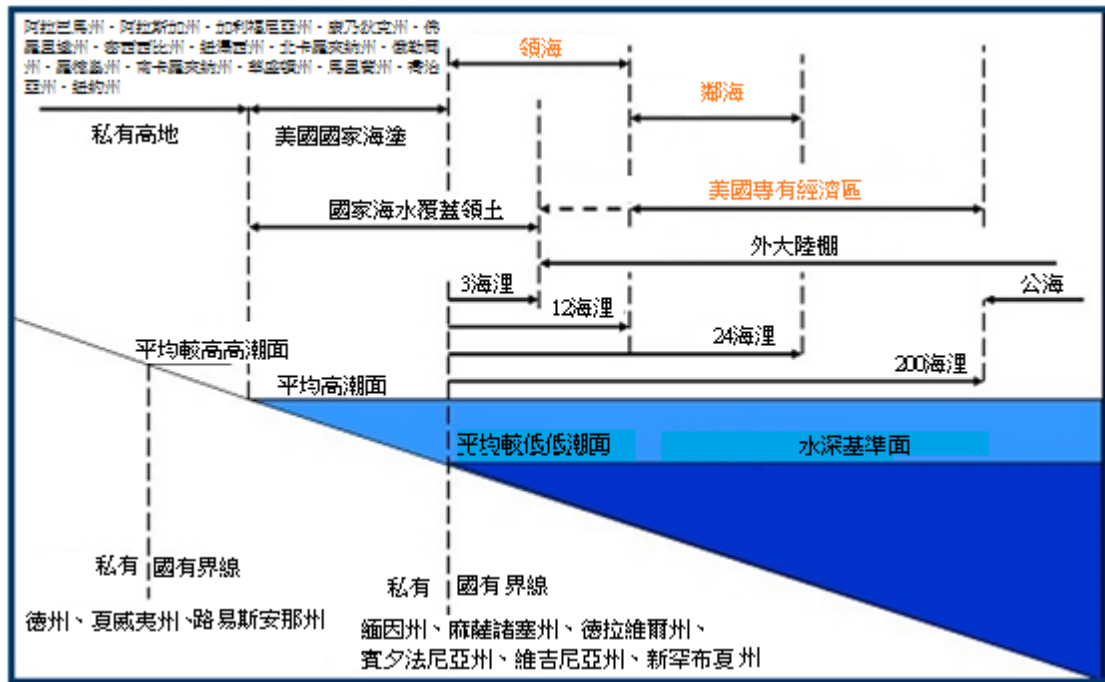 阿拉巴馬州、阿拉斯加州、加利福尼亞州、康乃狄克州、佛
羅里達州、密西西比州、紐澤西州、北卡羅來納州、俄勒岡
州、羅德島州、南卡羅來納州、華盛頓州、馬里蘭州、喬治
亞州、紐約州
領海
鄰海
私有高地
美國國家海塗
美國專有經濟區
國家海水覆蓋領土
外大陸棚
3海浬
公海
12海浬
24海浬
平均較高高潮面
200海浬
平均高潮面
平均較低低潮面
水深基準面
私有 國有界線
私有 國有界線
德州、夏威夷州、路易斯安那州
緬因州、麻薩諸塞州、德拉維爾州、
賓夕法尼亞州、維吉尼亞州、新罕布夏州